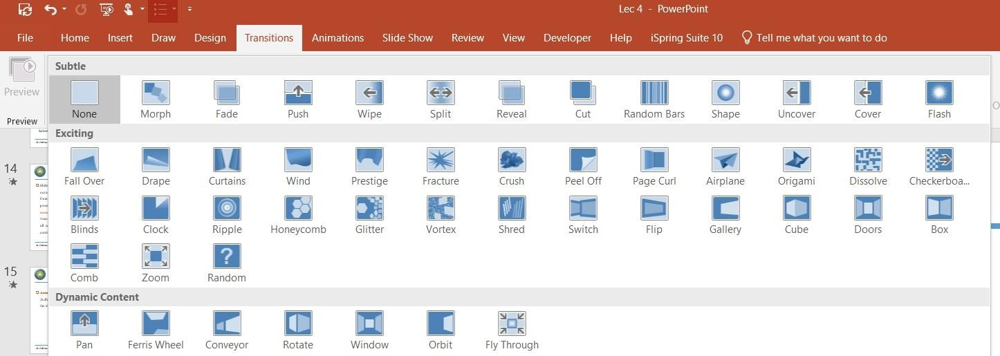 Lec 4 - PowerPoint
File Home Insert Draw Design Transitions Animations Slide Show Review View Developer Help iSpring Suite 10 Tell me what you want to do
Preview
Preview
Subtle
None Morph Fade Push Wipe Split Reveal Cut Random Bars Shape Uncover Cover Flash
Exciting
Fall Over Drape Curtains Wind Prestige Fracture Crush Peel Off Page Curl Airplane Origami Dissolve Checkerboa...
Blinds Clock Ripple Honeycomb Glitter Vortex Shred Switch Flip Gallery Cube Doors Box
Comb Zoom ? Random
Dynamic Content
Pan Ferris Wheel Conveyor Rotate Window Orbit Fly Through
14
15